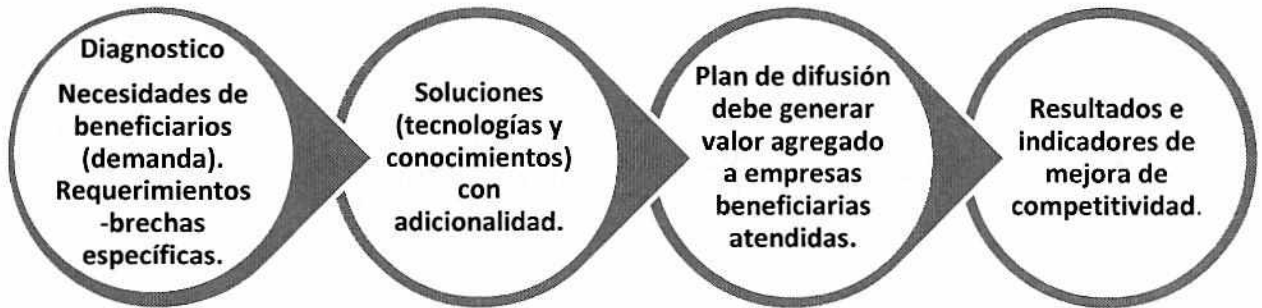 Diagnostico
Necesidades de
beneficiarios
(demanda).
Requerimientos
-brechas
específicas.
Soluciones
(tecnologías y
conocimientos)
con
adicionalidad.
Plan de difusión
debe generar
valor agregado
a empresas
beneficiarias
atendidas.
Resultados e
indicadores de
mejora de
competitividad.